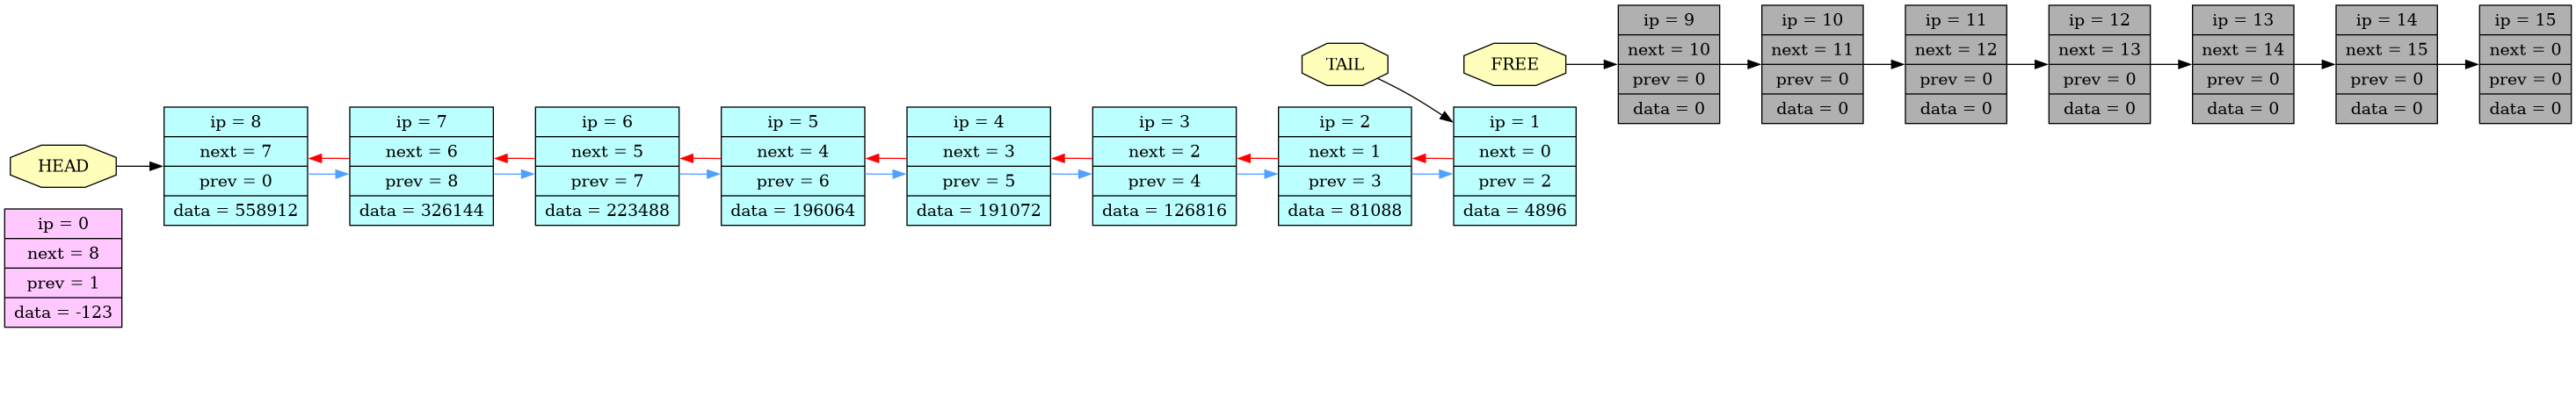 HEAD
ip = 0
next = 8
prev = 1
data = -123
ip = 8
next = 7
prev = 0
data = 558912
ip = 7
next = 6
prev = 8
data = 326144
ip = 6
next = 5
prev = 7
data = 223488
ip = 5
next = 4
prev = 6
data = 196064
ip = 4
next = 3
prev = 5
data = 191072
ip = 3
next = 2
prev = 4
data = 126816
TAIL
ip = 2
next = 1
prev = 3
data = 81088
FREE
ip = 1
next = 0
prev = 2
data = 4896
ip = 9
next = 10
prev = 0
data = 0
ip = 10
next = 11
prev = 0
data = 0
ip = 11
next = 12
prev = 0
data = 0
ip = 12
next = 13
prev = 0
data = 0
ip = 13
next = 14
prev = 0
data = 0
ip = 14
next = 15
prev = 0
data = 0
ip = 15
next = 0
prev = 0
data = 0